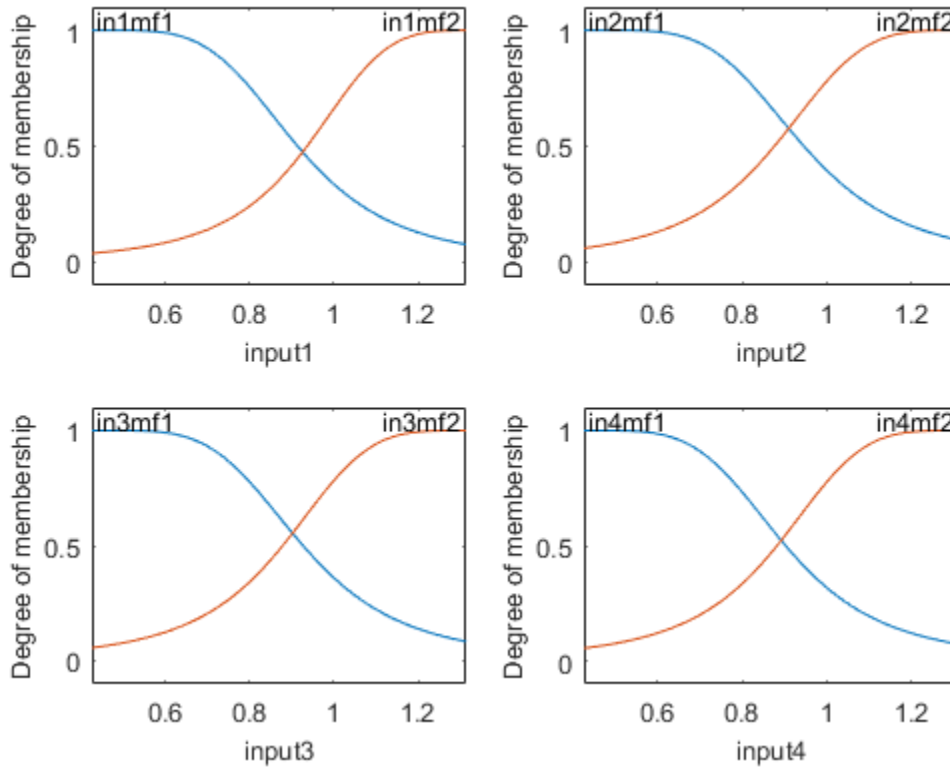 in1mf1 in1mf2
Degree of membership
1
0.5
0
0.6 0.8 1 1.2
input1
in2mf1 in2mf2
Degree of membership
1
0.5
0
0.6 0.8 1 1.2
input2
in3mf1 in3mf2
Degree of membership
1
0.5
0
0.6 0.8 1 1.2
input3
in4mf1 in4mf2
Degree of membership
1
0.5
0
0.6 0.8 1 1.2
input4